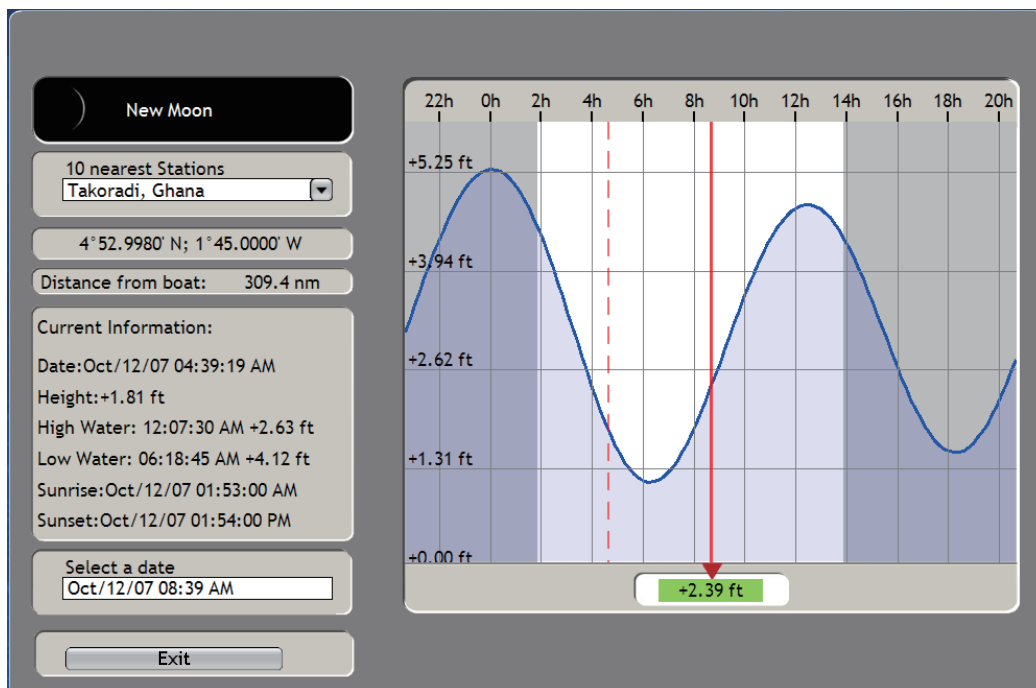 New Moon
10 nearest Stations
Takoradi, Ghana
4°52.9980' N; 1°45.0000' W
Distance from boat: 309.4 nm
Current Information:
Date:Oct/12/07 04:39:19 AM
Height:+1.81 ft
High Water: 12:07:30 AM +2.63 ft
Low Water: 06:18:45 AM +4.12 ft
Sunrise:Oct/12/07 01:53:00 AM
Sunset:Oct/12/07 01:54:00 PM
Select a date
Oct/12/07 08:39 AM
Exit
22h 0h 2h 4h 6h 8h 10h 12h 14h 16h 18h 20h
+5.25 ft
+3.94 ft
+2.62 ft
+1.31 ft
+0.00 ft
+2.39 ft